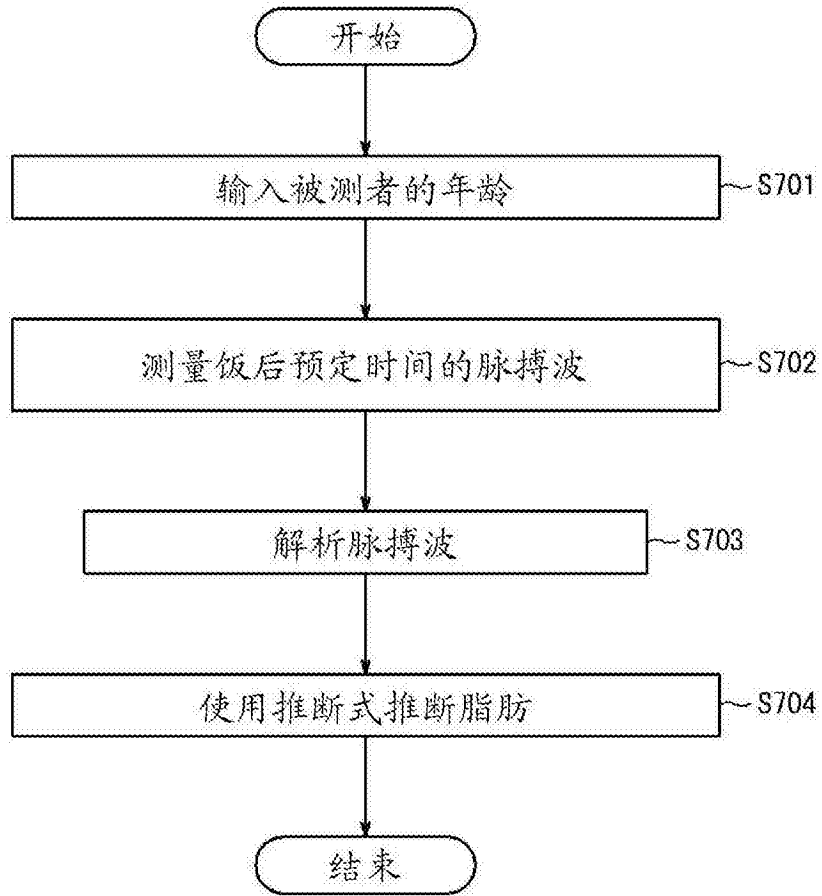 开始
输入被测者的年龄
S701
测量饭后预定时间的脉搏波
S702
解析脉搏波
S703
使用推断式推断脂肪
S704
结束